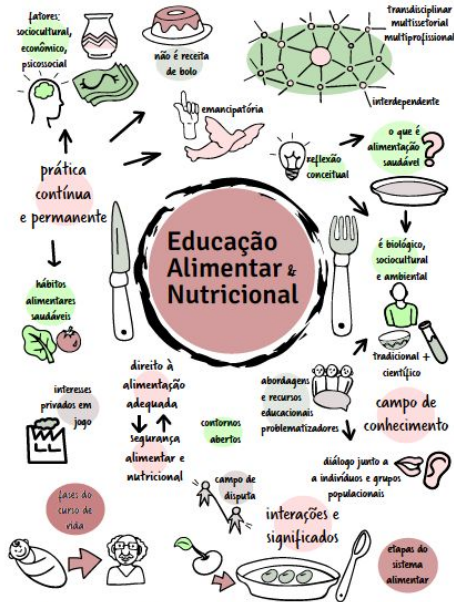 fatores:
sociocultural,
econômico,
psicossocial
não é receita
de bolo
transdisciplinar
multissetorial
multiprofissional
interdependente
emancipatória
prática
contínua
e permanente
reflexão
conceitual
o que é
alimentação
saudável
?
Educação
Alimentar &
Nutricional
é biológico,
sociocultural
e ambiental
hábitos
alimentares
saudáveis
tradicional +
científico
interesses
privados em
jogo
direito à
alimentação
adequada
segurança
alimentar e
nutricional
contornos
abertos
abordagens
e recursos
educacionais
problematizadores
campo de
conhecimento
diálogo junto a
a indivíduos e grupos
populacionais
campo de
disputa
interações e
significados
fases do
curso de
vida
etapas do
sistema
alimentar